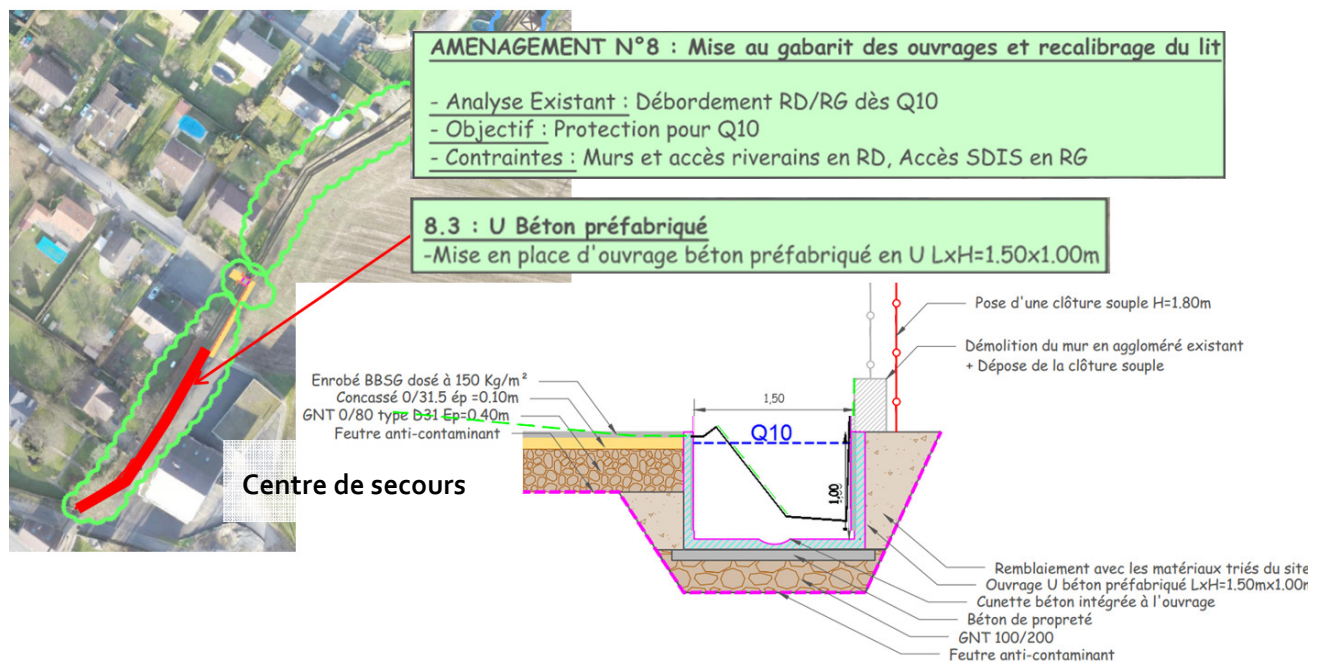 AMENAGEMENT N°8 : Mise au gabarit des ouvrages et recalibrage du lit
- Analyse Existant : Débordement RD/RG dès Q10
- Objectif : Protection pour Q10
- Contraintes : Murs et accès riverains en RD, Accès SDIS en RG
8.3 : U Béton préfabriqué
-Mise en place d'ouvrage béton préfabriqué en U LxH=1.50x1.00m
Pose d'une clôture souple H=1.80m
Démolition du mur en aggloméré existant
+ Dépose de la clôture souple
Enrobé BBSG dosé à 150 Kg/m²
Concassé 0/31.5 ép =0.10m
GNT 0/80 type D31 Ep=0.40m
Feutre anti-contaminant
1,50
Q10
1,00
Centre de secours
Remblaiement avec les matériaux triés du site
Ouvrage U béton préfabriqué LxH=1.50mx1.00m
Cunette béton intégrée à l'ouvrage
Béton de propreté
GNT 100/200
Feutre anti-contaminant